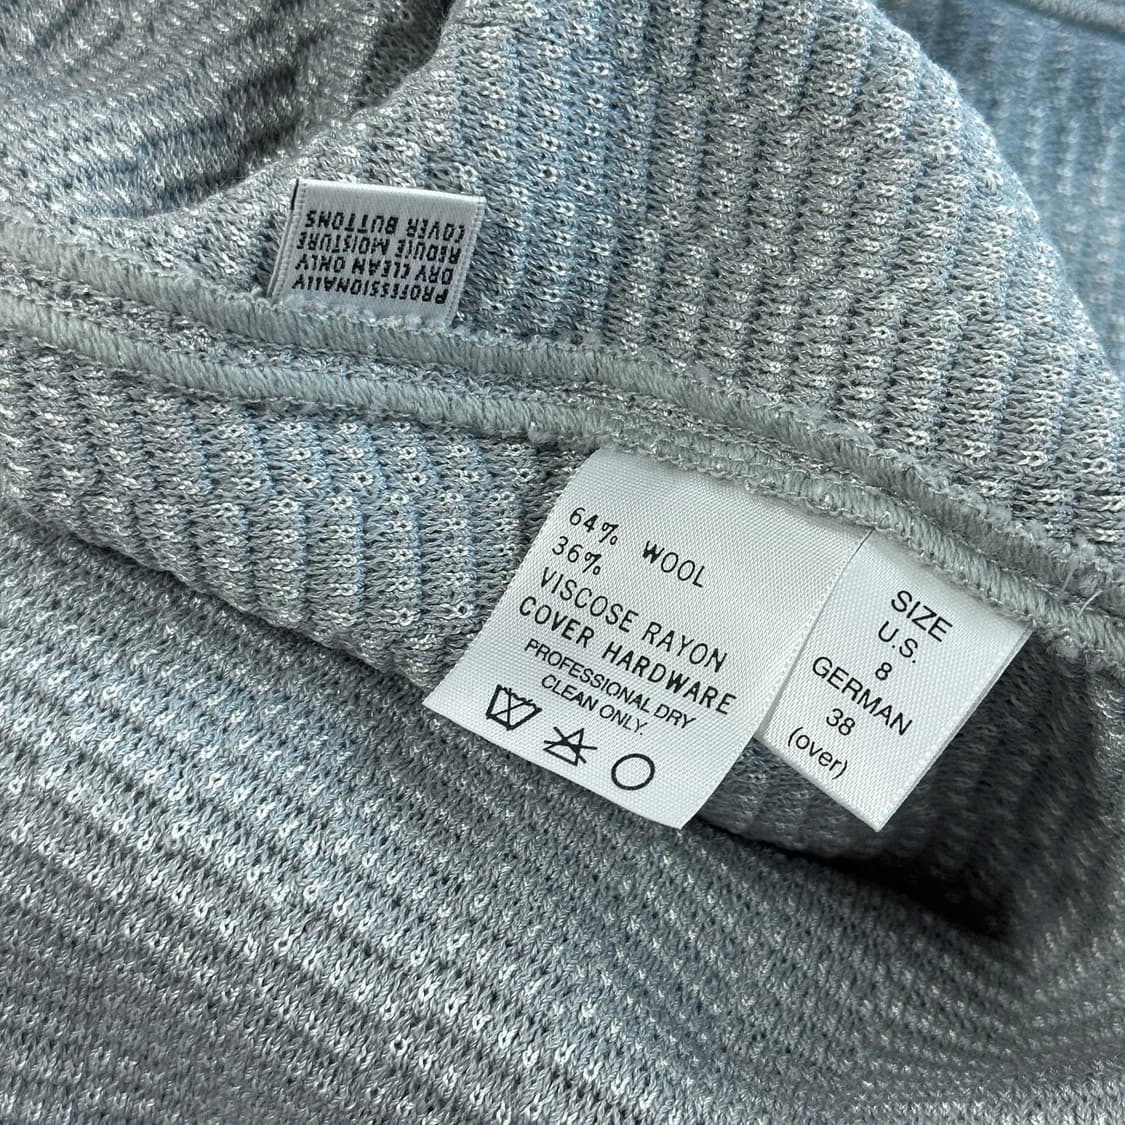 PROFESSIONALLY
DRY CLEAN ONLY
REDUCE MOISTURE
COVER BUTTONS
64% WOOL
36%
VISCOSE RAYON
COVER HARDWARE
PROFESSIONAL DRY
CLEAN ONLY.
SIZE
U.S.
8
GERMAN
38
(over)